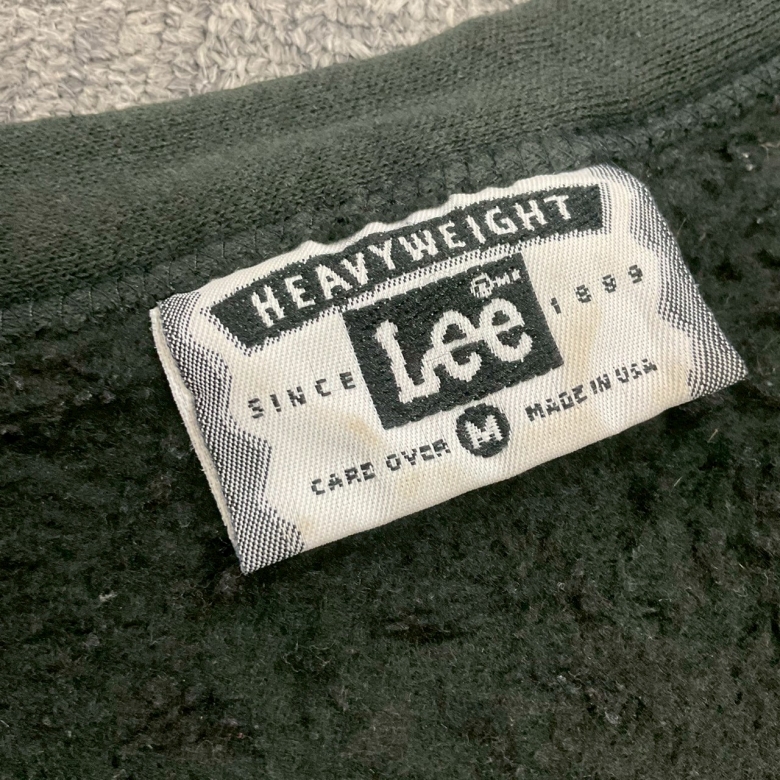 HEAVYWEIGHT
Lee
SINCE 1889
CARE OVER M MADE IN USA